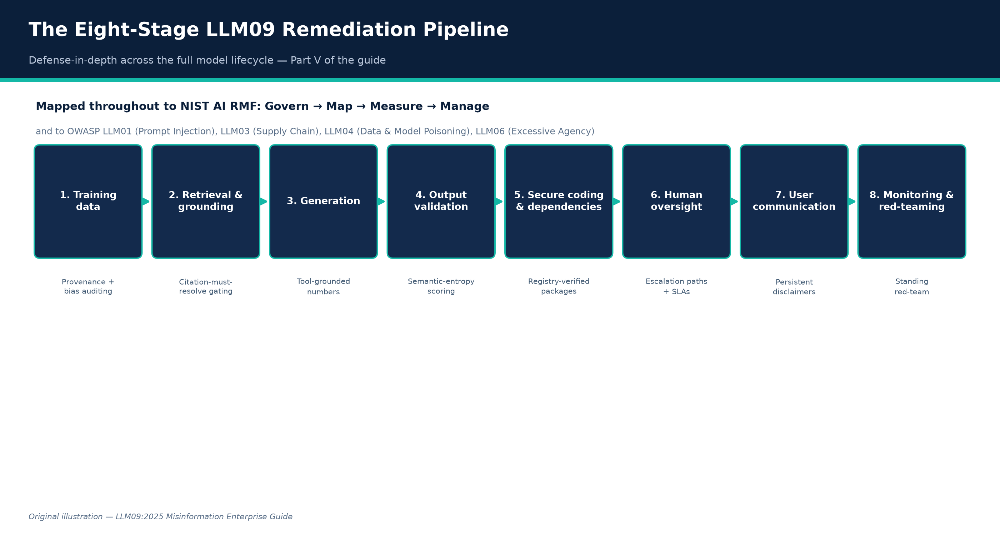 The Eight-Stage LLM09 Remediation Pipeline
Defense-in-depth across the full model lifecycle — Part V of the guide
Mapped throughout to NIST AI RMF: Govern → Map → Measure → Manage
and to OWASP LLM01 (Prompt Injection), LLM03 (Supply Chain), LLM04 (Data & Model Poisoning), LLM06 (Excessive Agency)
1. Training
data
2. Retrieval &
grounding
3. Generation
4. Output
validation
5. Secure coding
& dependencies
6. Human
oversight
7. User
communication
8. Monitoring &
red-teaming
Provenance +
bias auditing
Citation-must-
resolve gating
Tool-grounded
numbers
Semantic-entropy
scoring
Registry-verified
packages
Escalation paths
+ SLAs
Persistent
disclaimers
Standing
red-team
Original illustration — LLM09:2025 Misinformation Enterprise Guide